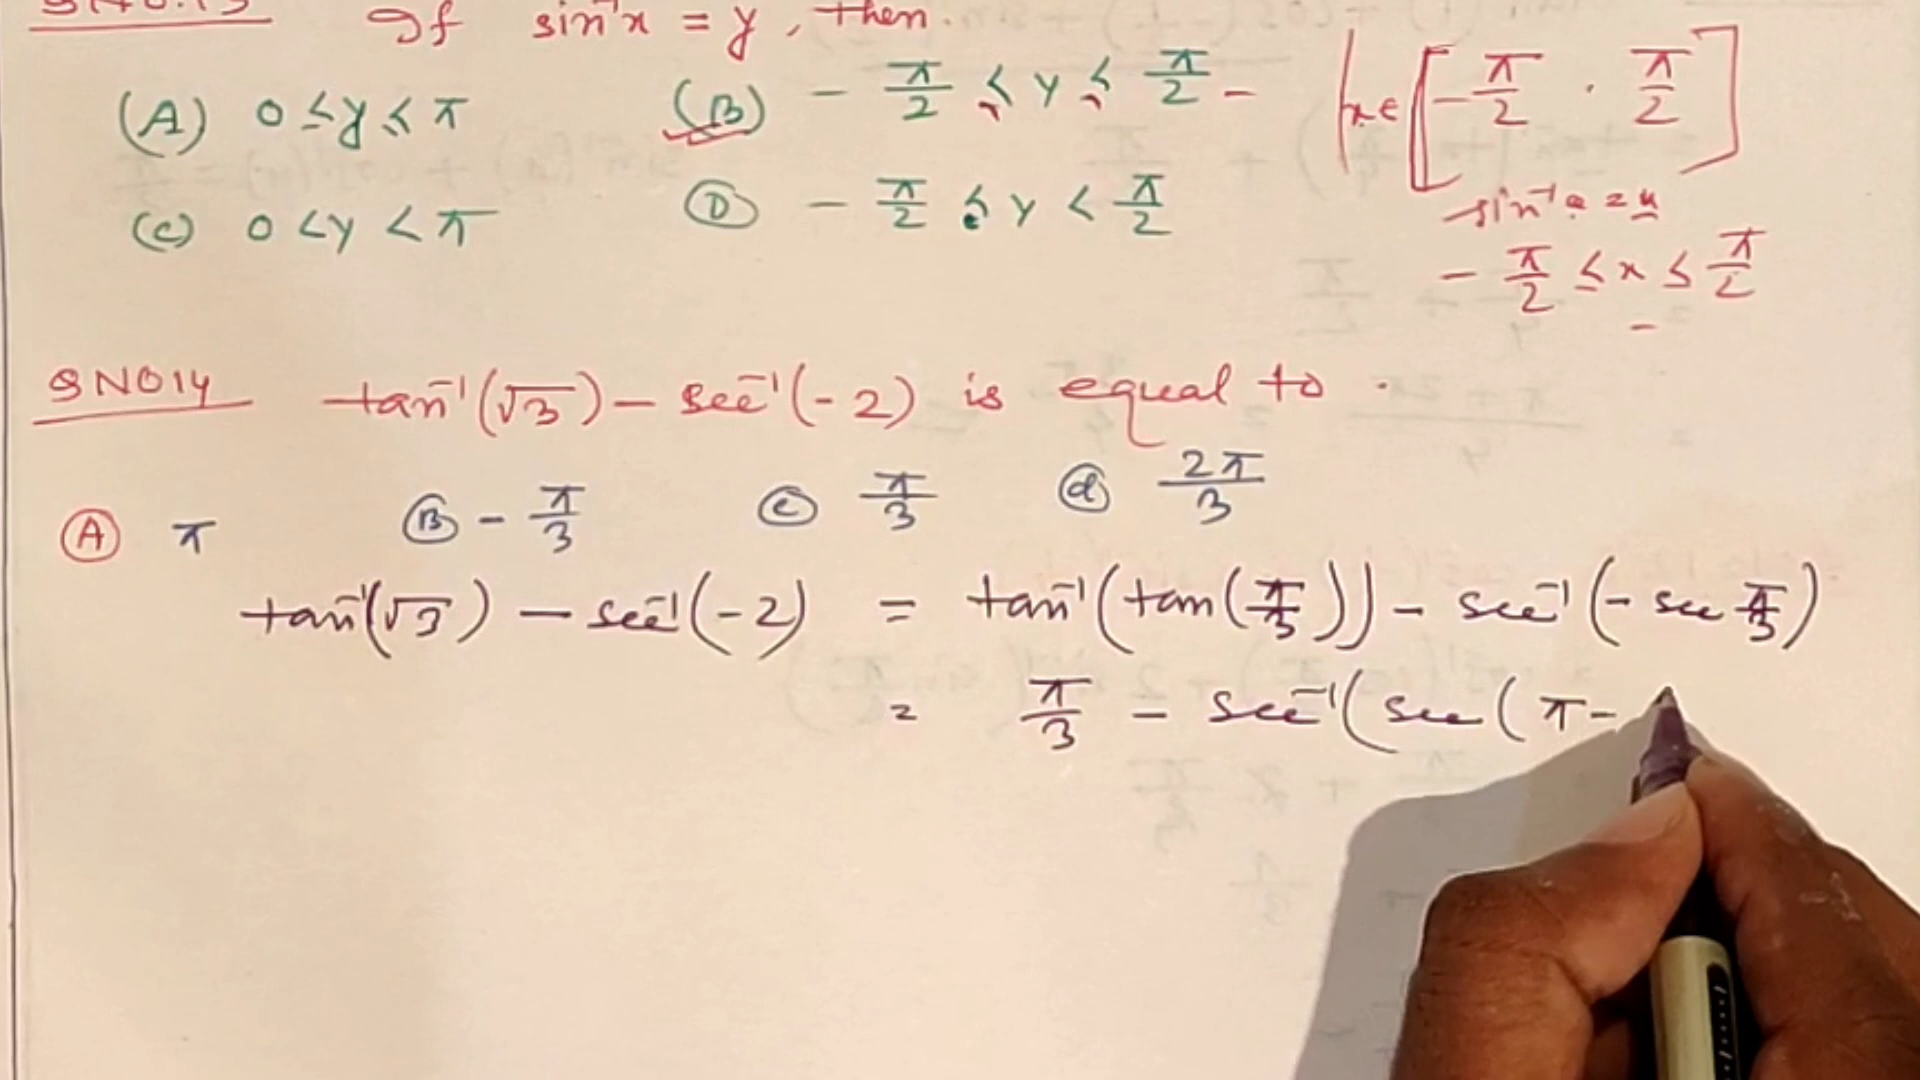 If sin⁻¹x = y, then.
(A) 0 ≤ y ≤ π (B) - π/2 ≤ y ≤ π/2 -
(C) 0 < y < π (D) - π/2 ≤ y < π/2
x ∈ [-π/2 . π/2]
sin⁻¹
- π/2 ≤ x ≤ π/2
SNO14 tan⁻¹(√3) - sec⁻¹(-2) is equal to .
(A) π (B) - π/3 (C) π/3 (d) 2π/3
tan⁻¹(√3) - sec⁻¹(-2) = tan⁻¹(tan(π/3)) - sec⁻¹(- sec π/3)
= π/3 - sec⁻¹(sec(π -